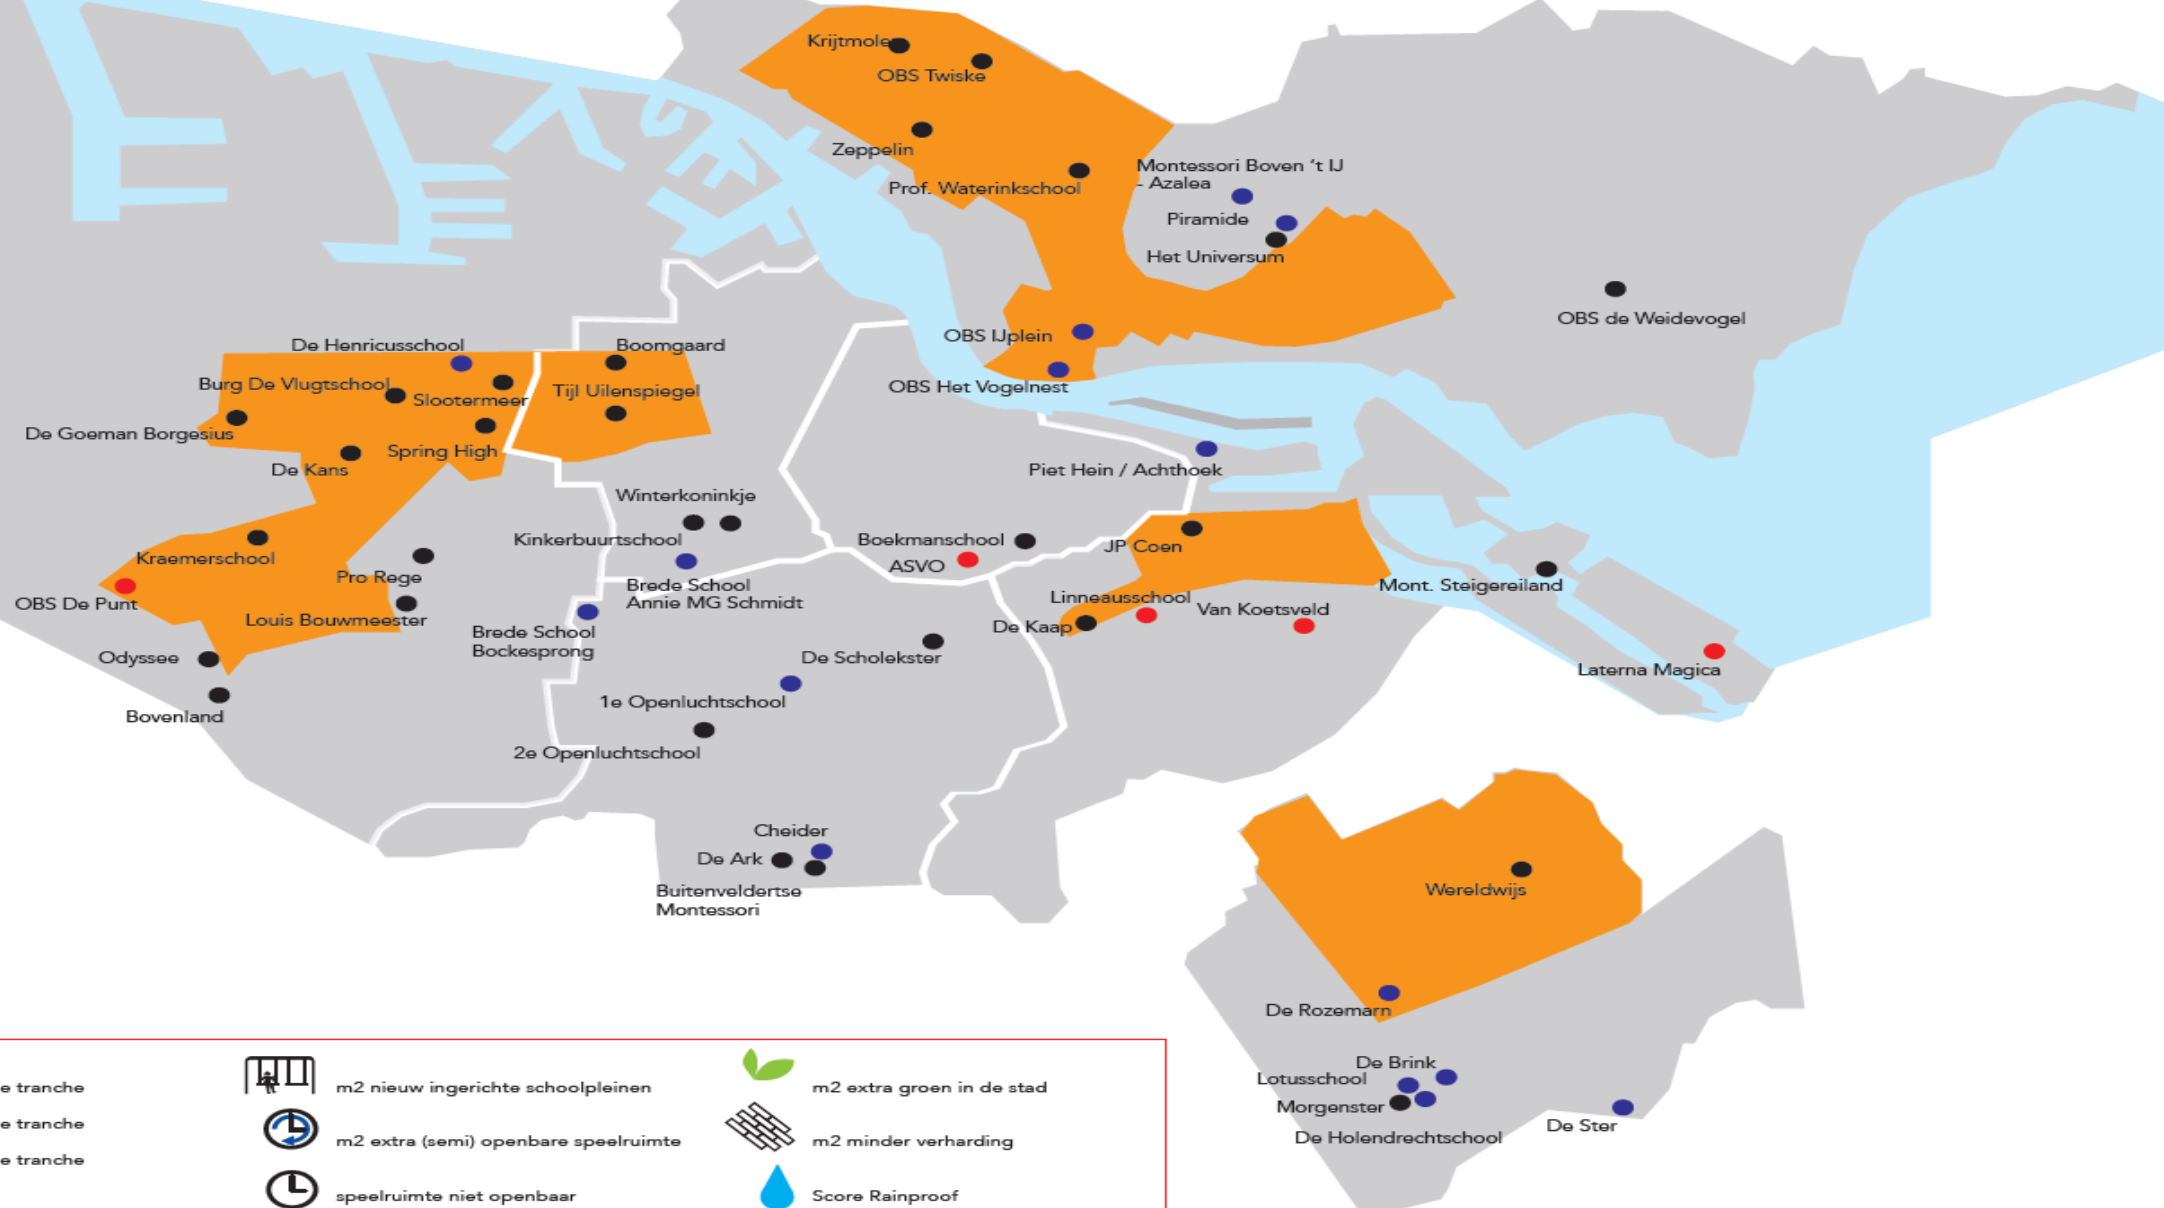 Krijtmole
OBS Twiske
Zeppelin
Prof. Waterinkschool
Montessori Boven ‘t IJ
- Azalea
Piramide
Het Universum
OBS de Weidevogel
OBS IJplein
OBS Het Vogelnest
De Henricusschool
Boomgaard
Burg De Vlugtschool
Slootermeer
Tijl Uilenspiegel
De Goeman Borgesius
Spring High
De Kans
Piet Hein / Achthoek
Winterkoninkje
Kinkerbuurtschool
Boekmanschool
ASVO
JP Coen
Kraemerschool
Pro Rege
Brede School
Annie MG Schmidt
Linneausschool
Van Koetsveld
Mont. Steigereiland
OBS De Punt
Louis Bouwmeester
Brede School
Bockesprong
De Kaap
Odyssee
De Scholekster
Laterna Magica
Bovenland
1e Openluchtschool
2e Openluchtschool
Cheider
De Ark
Buitenveldertse
Montessori
Wereldwijs
De Rozemarn
De Brink
Lotusschool
Morgenster
De Holendrechtschool
De Ster
e tranche
e tranche
e tranche
m2 nieuw ingerichte schoolpleinen
m2 extra (semi) openbare speelruimte
speelruimte niet openbaar
m2 extra groen in de stad
m2 minder verharding
Score Rainproof